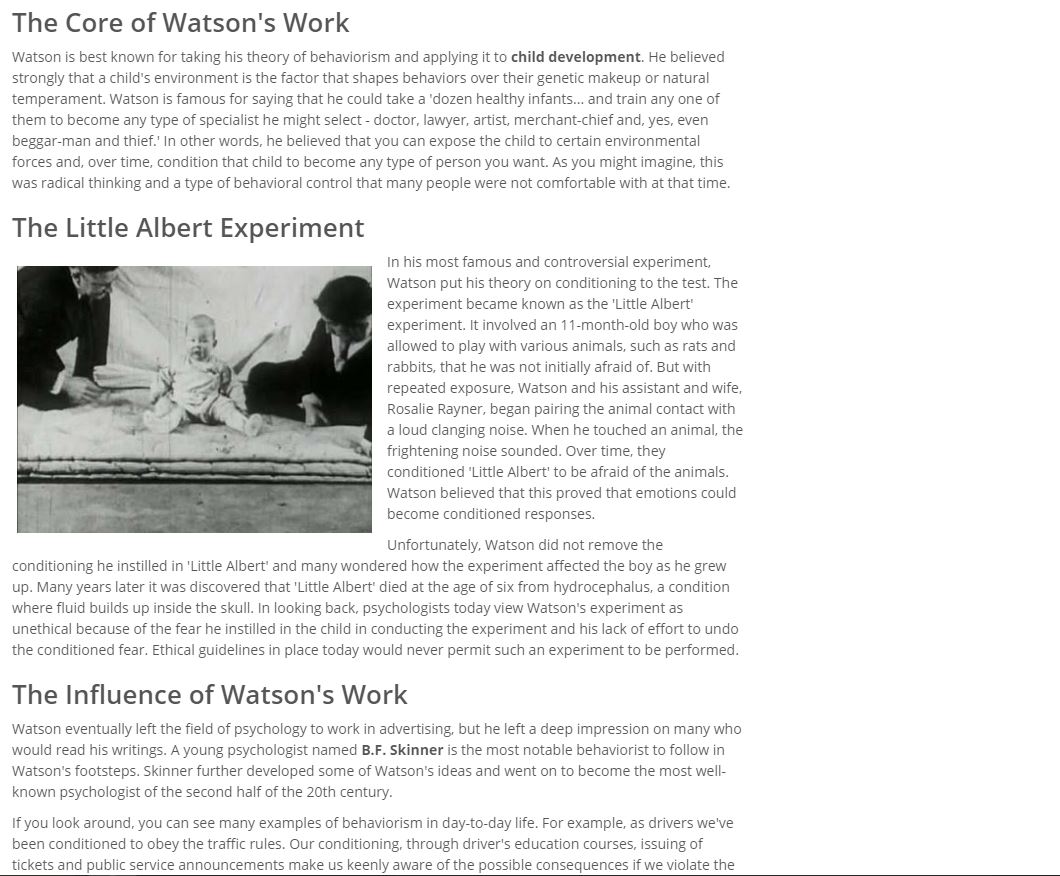 The Core of Watson's Work
Watson is best known for taking his theory of behaviorism and applying it to child development. He believed
strongly that a child's environment is the factor that shapes behaviors over their genetic makeup or natural
temperament. Watson is famous for saying that he could take a 'dozen healthy infants... and train any one of
them to become any type of specialist he might select - doctor, lawyer, artist, merchant-chief and, yes, even
beggar-man and thief.' In other words, he believed that you can expose the child to certain environmental
forces and, over time, condition that child to become any type of person you want. As you might imagine, this
was radical thinking and a type of behavioral control that many people were not comfortable with at that time.
The Little Albert Experiment
In his most famous and controversial experiment,
Watson put his theory on conditioning to the test. The
experiment became known as the 'Little Albert'
experiment. It involved an 11-month-old boy who was
allowed to play with various animals, such as rats and
rabbits, that he was not initially afraid of. But with
repeated exposure, Watson and his assistant and wife,
Rosalie Rayner, began pairing the animal contact with
a loud clanging noise. When he touched an animal, the
frightening noise sounded. Over time, they
conditioned 'Little Albert' to be afraid of the animals.
Watson believed that this proved that emotions could
become conditioned responses.
Unfortunately, Watson did not remove the
conditioning he instilled in 'Little Albert' and many wondered how the experiment affected the boy as he grew
up. Many years later it was discovered that 'Little Albert' died at the age of six from hydrocephalus, a condition
where fluid builds up inside the skull. In looking back, psychologists today view Watson's experiment as
unethical because of the fear he instilled in the child in conducting the experiment and his lack of effort to undo
the conditioned fear. Ethical guidelines in place today would never permit such an experiment to be performed.
The Influence of Watson's Work
Watson eventually left the field of psychology to work in advertising, but he left a deep impression on many who
would read his writings. A young psychologist named B.F. Skinner is the most notable behaviorist to follow in
Watson's footsteps. Skinner further developed some of Watson's ideas and went on to become the most well-
known psychologist of the second half of the 20th century.
If you look around, you can see many examples of behaviorism in day-to-day life. For example, as drivers we've
been conditioned to obey the traffic rules. Our conditioning, through driver's education courses, issuing of
tickets and public service announcements make us keenly aware of the possible consequences if we violate the